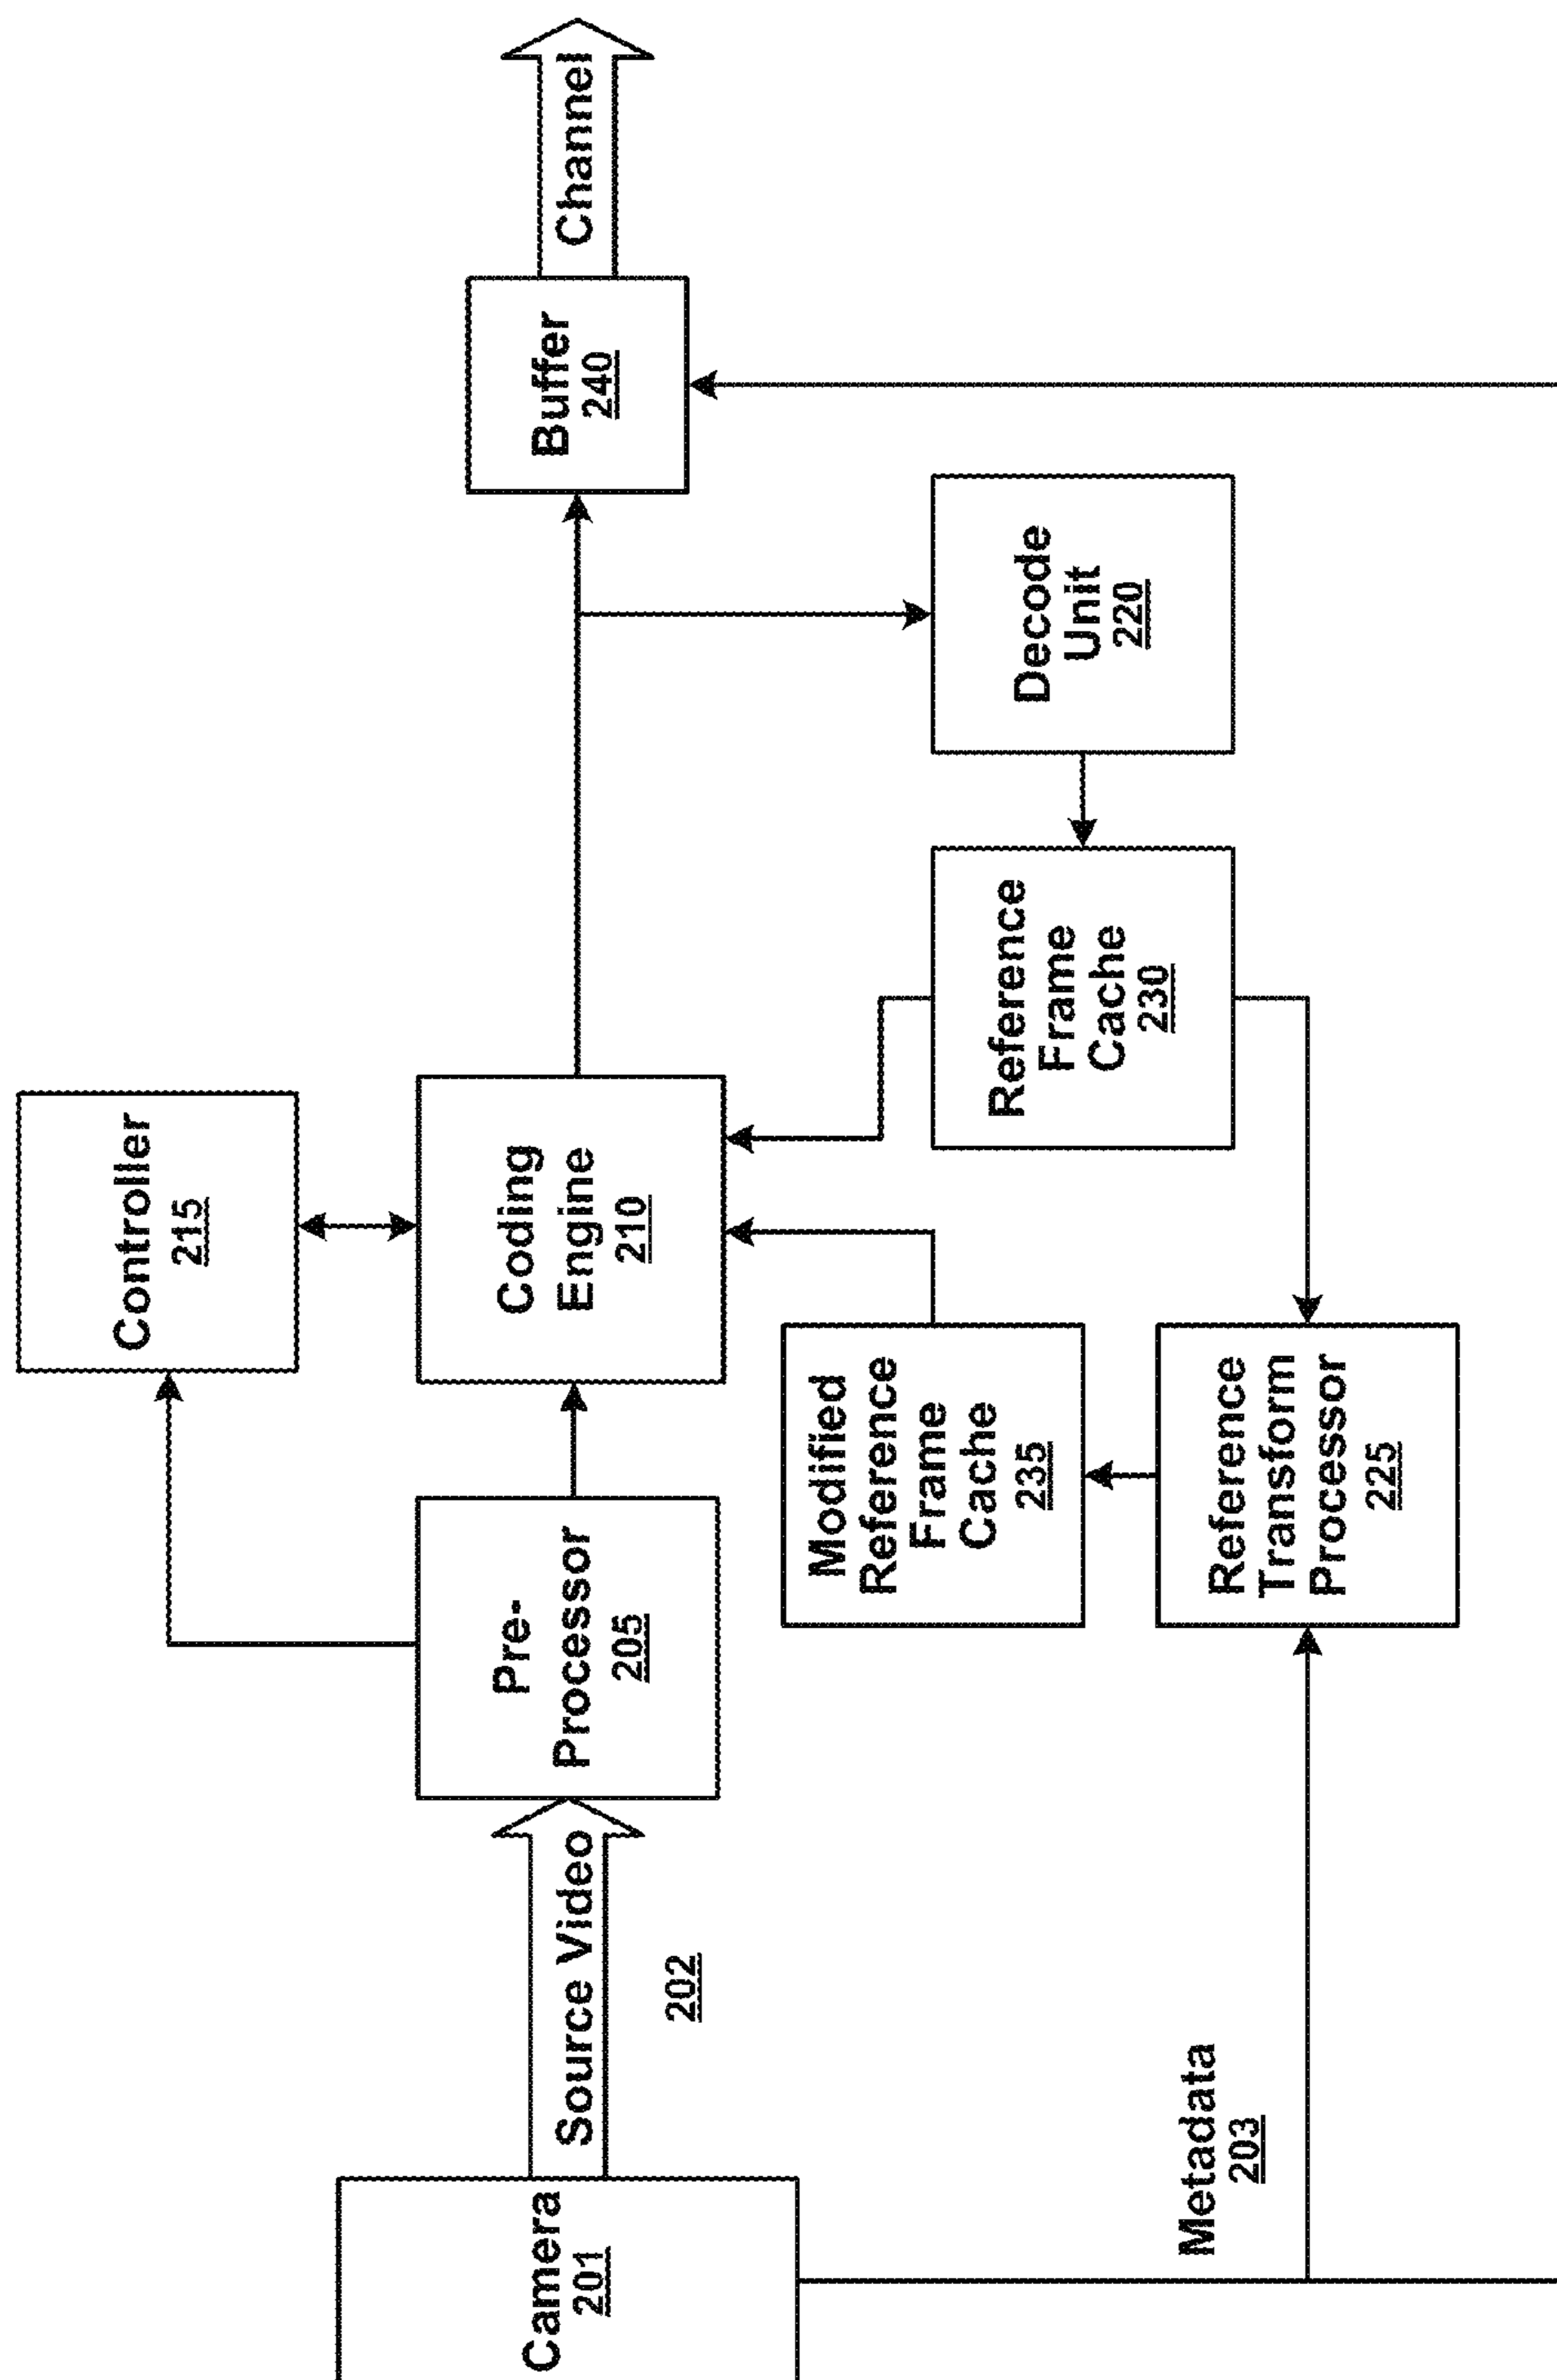 Controller
215
Camera
201
Source Video
202
Pre-
Processor
205
Coding
Engine
210
Buffer
240
Channel
Modified
Reference
Frame
Cache
235
Reference
Frame
Cache
230
Decode
Unit
220
Metadata
203
Reference
Transform
Processor
225